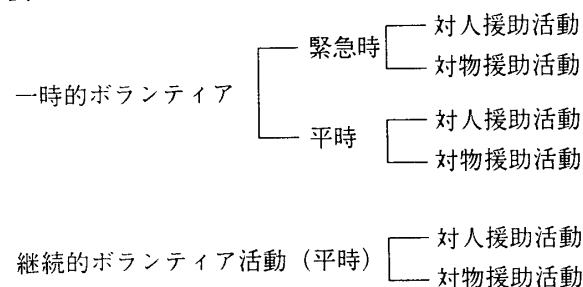 対人援助活動
緊急時
対物援助活動
一時的ボランティア
対人援助活動
平時
対物援助活動
対人援助活動
継続的ボランティア活動（平時）
対物援助活動